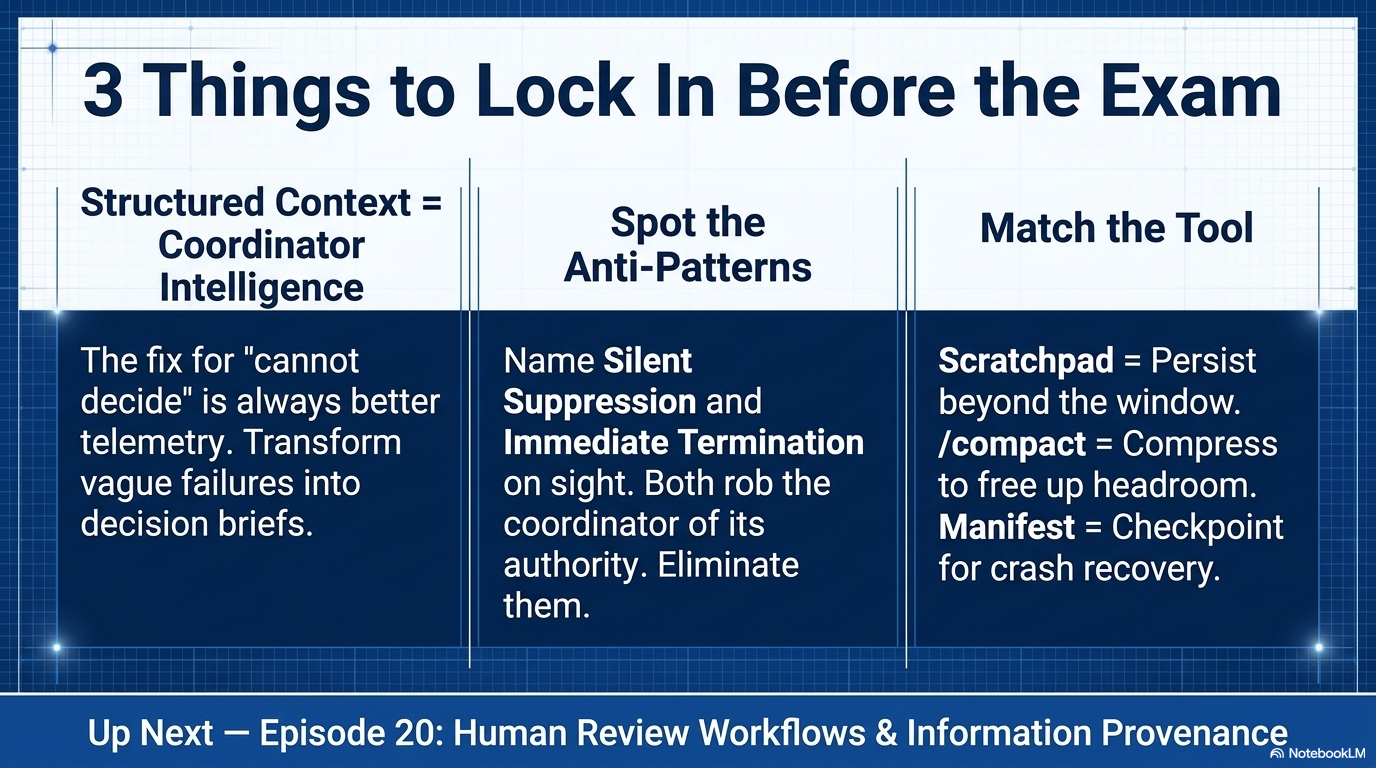 3 Things to Lock In Before the Exam
Structured Context =
Coordinator
Intelligence
The fix for "cannot
decide" is always better
telemetry. Transform
vague failures into
decision briefs.
Spot the
Anti-Patterns
Name Silent
Suppression and
Immediate Termination
on sight. Both rob the
coordinator of its
authority. Eliminate
them.
Match the Tool
Scratchpad = Persist
beyond the window.
/compact = Compress
to free up headroom.
Manifest = Checkpoint
for crash recovery.
Up Next — Episode 20: Human Review Workflows & Information Provenance
NotebookLM